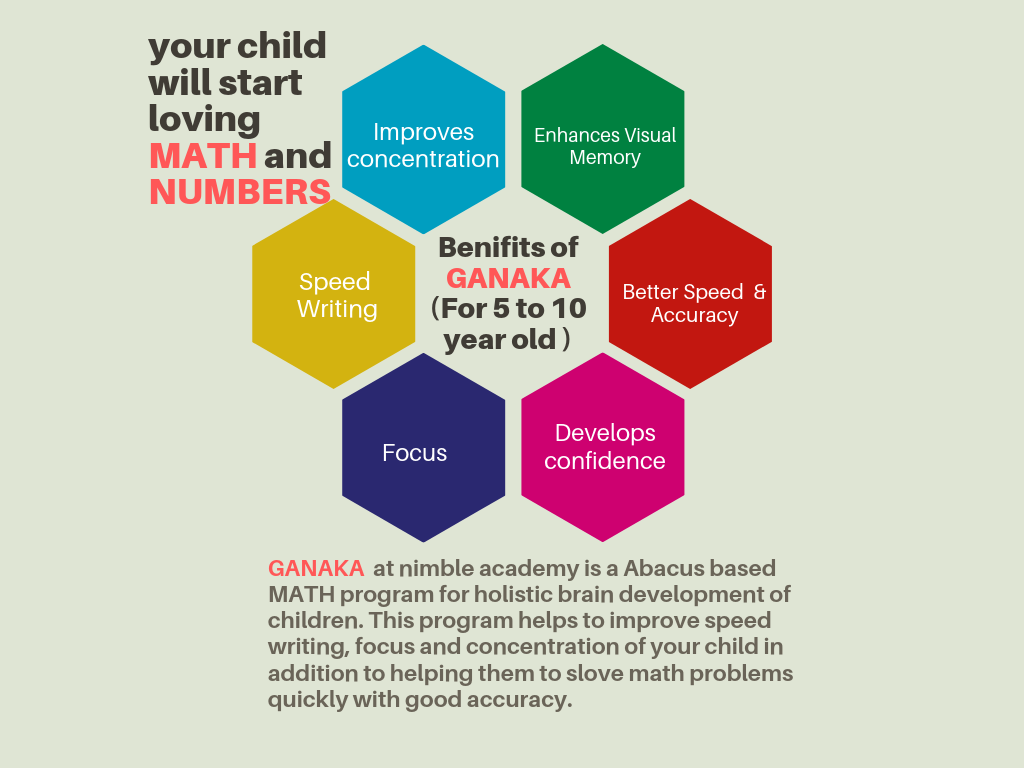 your child
will start
loving
MATH and
NUMBERS
Improves
concentration
Enhances Visual
Memory
Speed
Writing
Benifits of
GANAKA
(For 5 to 10
year old )
Better Speed &
Accuracy
Focus
Develops
confidence
GANAKA at nimble academy is a Abacus based
MATH program for holistic brain development of
children. This program helps to improve speed
writing, focus and concentration of your child in
addition to helping them to slove math problems
quickly with good accuracy.